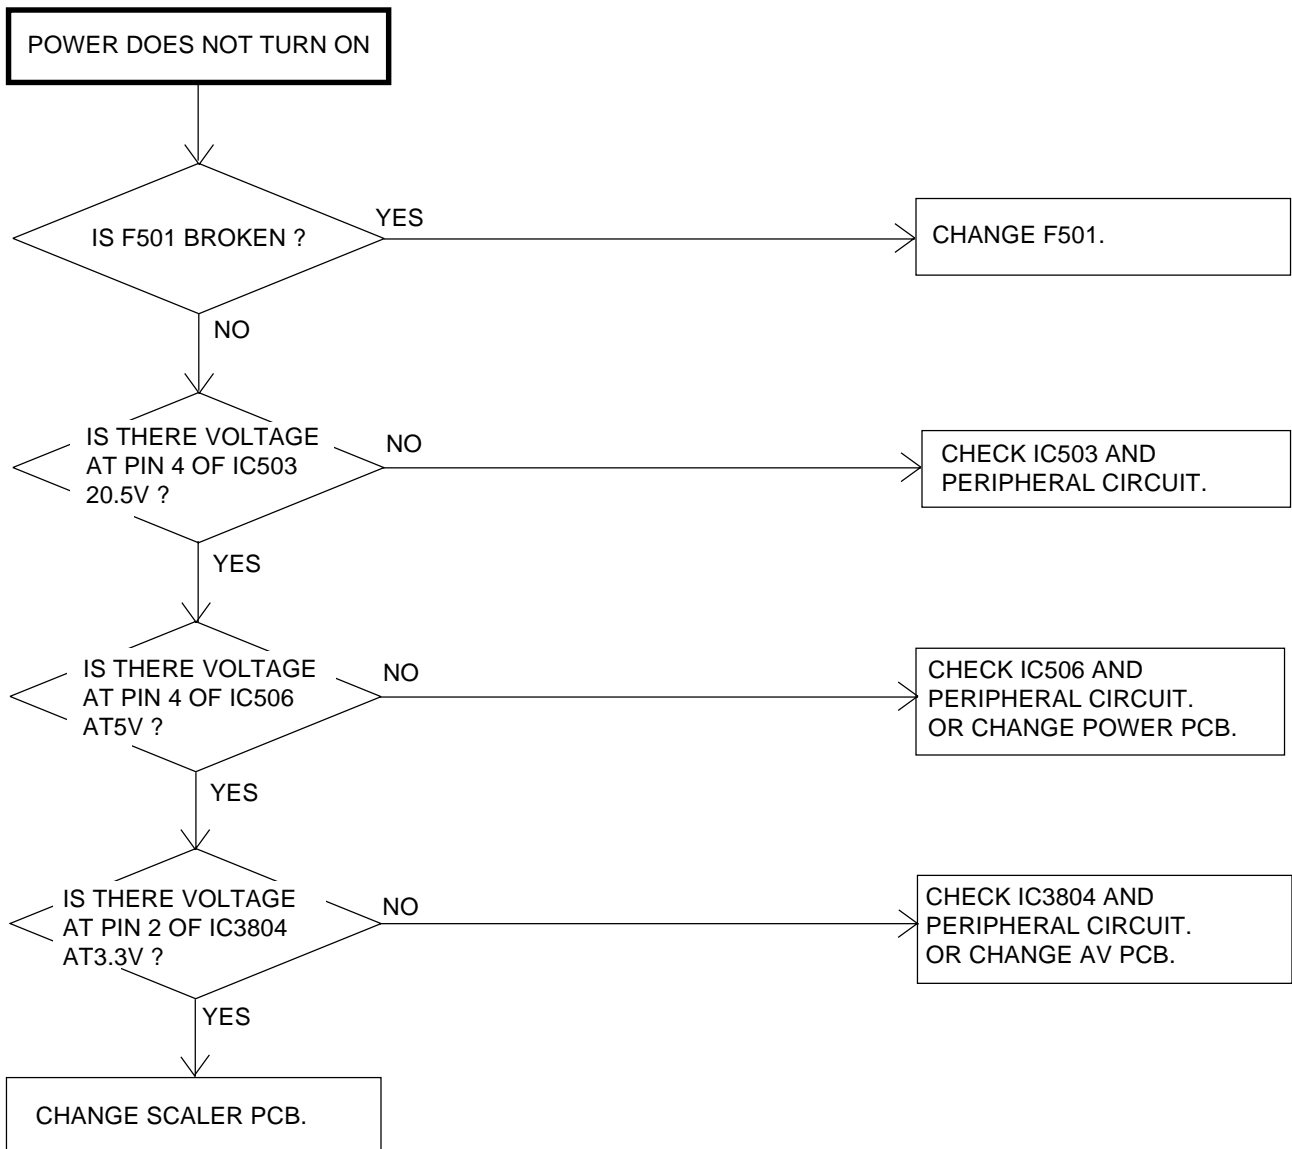 POWER DOES NOT TURN ON
IS F501 BROKEN ?
YES
CHANGE F501.
NO
IS THERE VOLTAGE
AT PIN 4 OF IC503
20.5V ?
NO
CHECK IC503 AND
PERIPHERAL CIRCUIT.
YES
IS THERE VOLTAGE
AT PIN 4 OF IC506
AT5V ?
NO
CHECK IC506 AND
PERIPHERAL CIRCUIT.
OR CHANGE POWER PCB.
YES
IS THERE VOLTAGE
AT PIN 2 OF IC3804
AT3.3V ?
NO
CHECK IC3804 AND
PERIPHERAL CIRCUIT.
OR CHANGE AV PCB.
YES
CHANGE SCALER PCB.